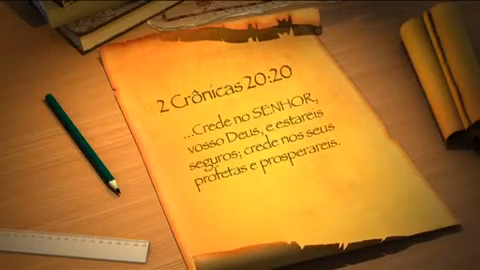 2 Crônicas 20:20
...Crede no SENHOR,
vosso Deus, e estareis
seguros; crede nos seus
profetas e prosperareis.